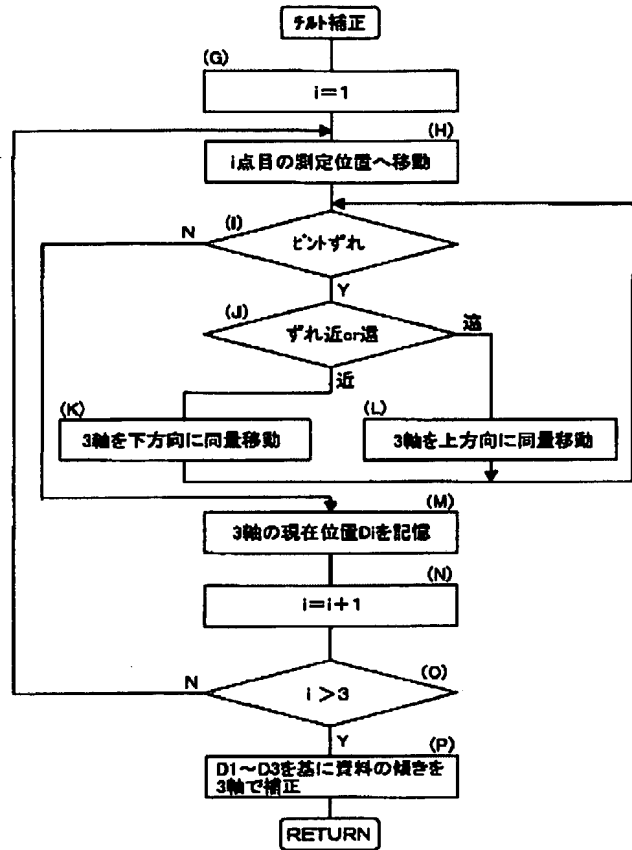 チルト補正
(G)
i=1
(H)
i点目の測定位置へ移動
(I)
N
ピントずれ
Y
(J)
ずれ近or遠
遠
近
(K)
3軸を下方向に同量移動
(L)
3軸を上方向に同量移動
(M)
3軸の現在位置Diを記憶
(N)
i=i+1
(O)
N
i>3
Y
(P)
D1~D3を基に資料の傾きを
3軸で補正
RETURN